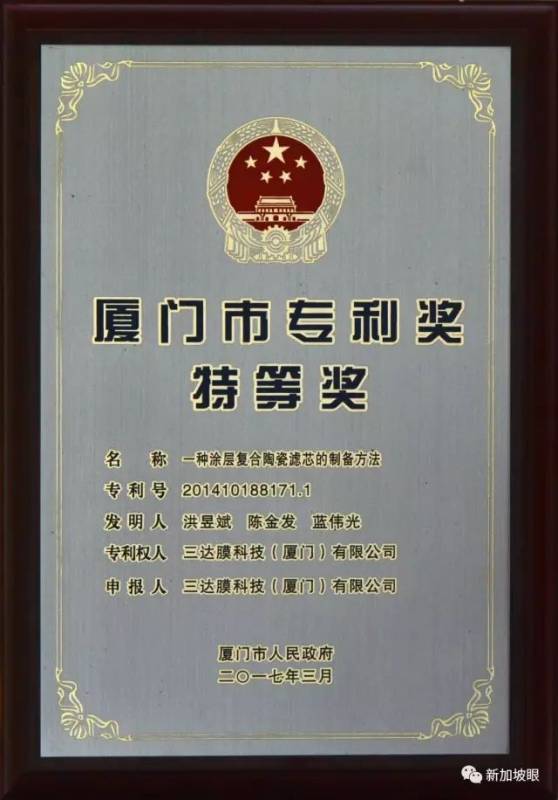 厦门市专利奖
特等奖
名称 一种涂层复合陶瓷滤芯的制备方法
专利号 201410188171.1
发明人 洪昱斌 陈金发 蓝伟光
专利权人 三达膜科技（厦门）有限公司
申报人 三达膜科技（厦门）有限公司
厦门市人民政府
二〇一七年三月
新加坡眼